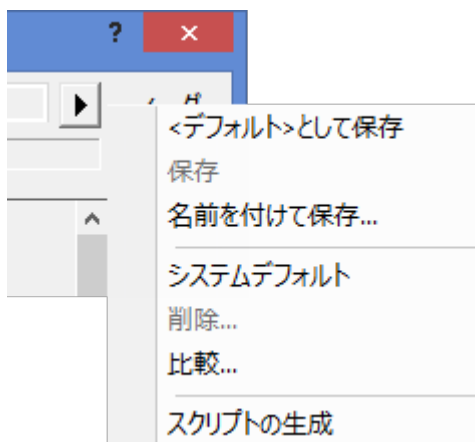 ?
<デフォルト>として保存
保存
名前を付けて保存...
システムデフォルト
削除...
比較...
スクリプトの生成